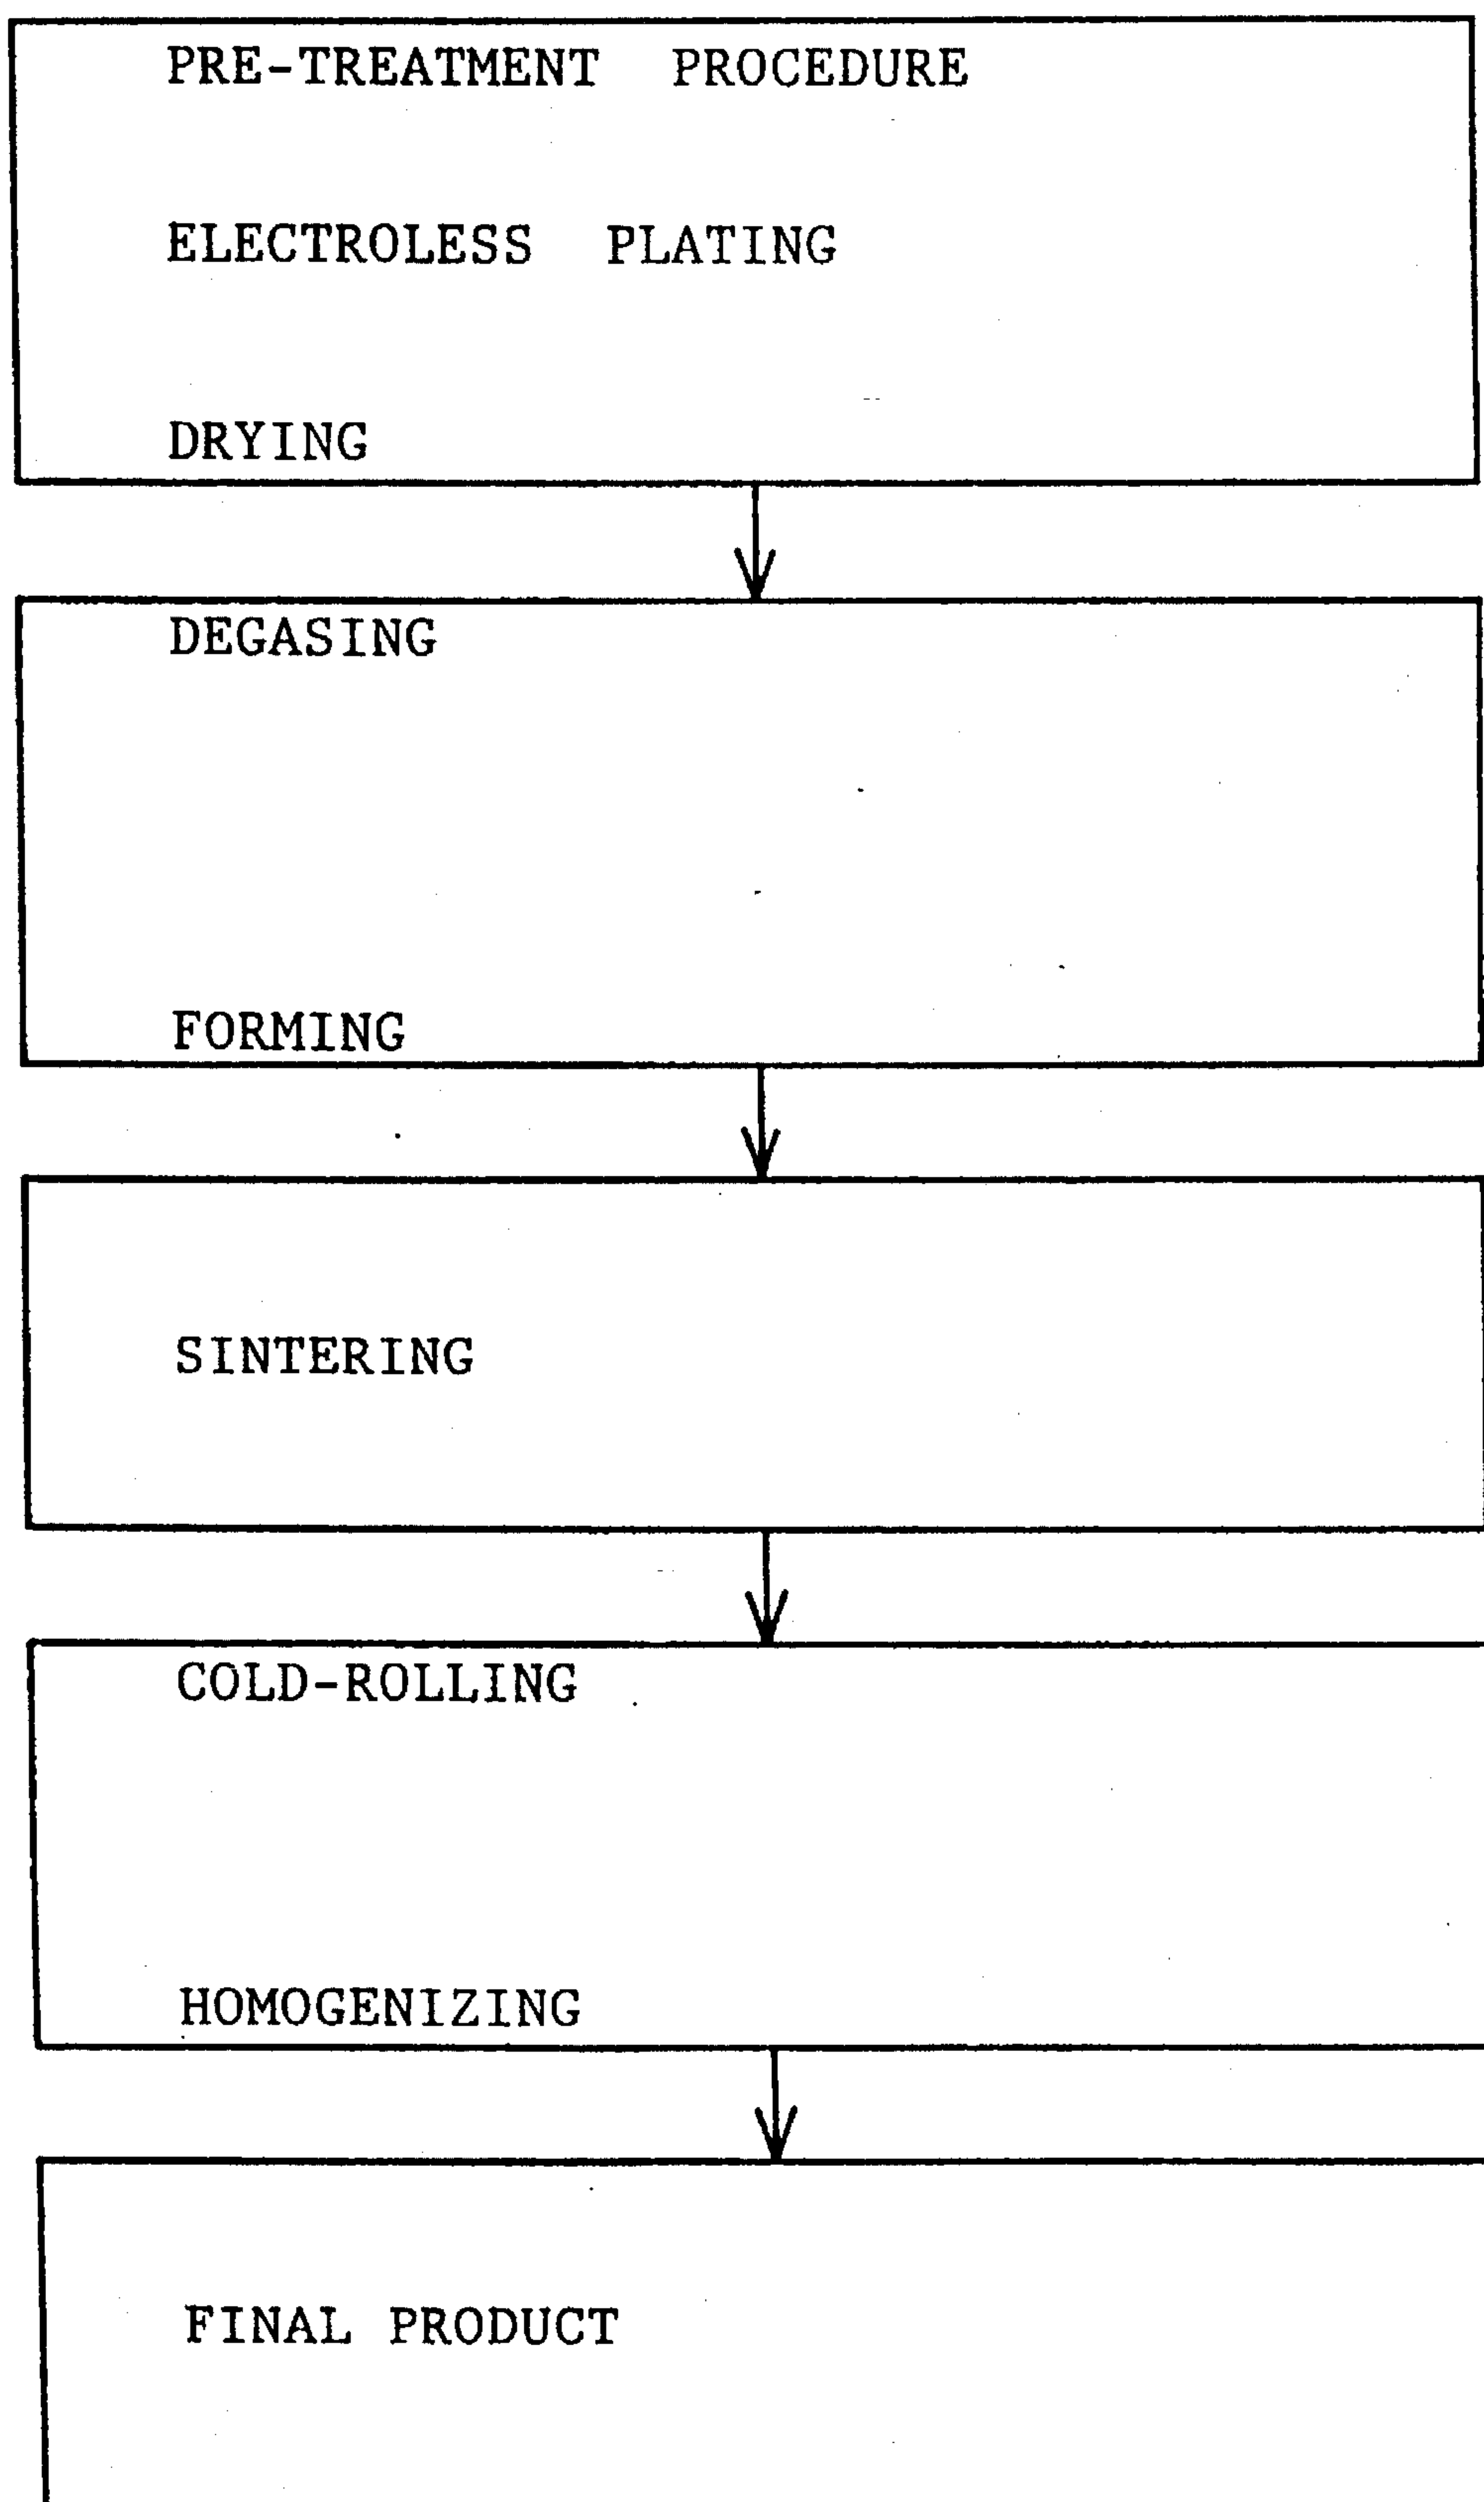 PRE-TREATMENT PROCEDURE
ELECTROLESS PLATING
DRYING
DEGASING
FORMING
SINTERING
COLD-ROLLING
HOMOGENIZING
FINAL PRODUCT